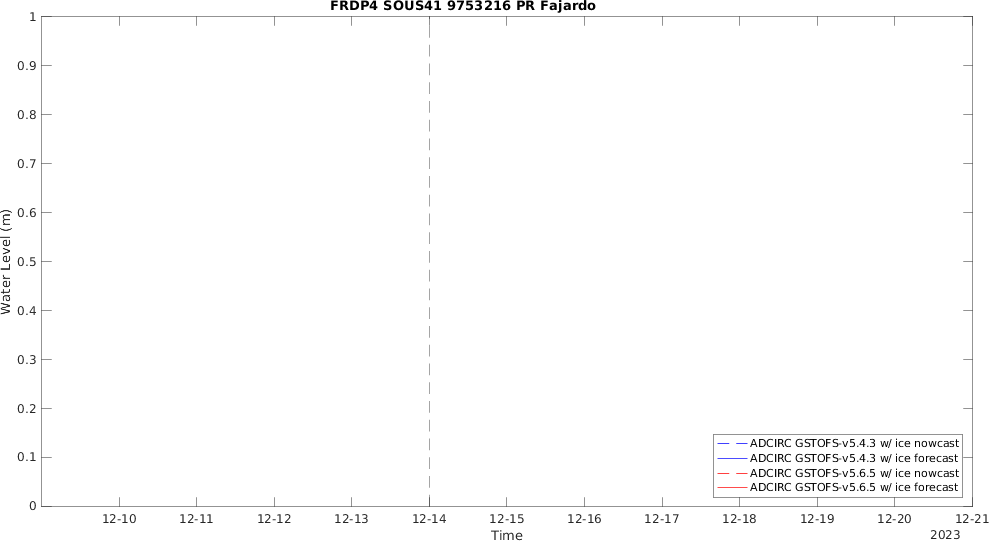 FRDP4 SOUS41 9753216 PR Fajardo
1
0.9
0.8
0.7
0.6
0.5
0.4
0.3
0.2
0.1
0
Water Level (m)
ADCIRC GSTOFS-v5.4.3 w/ ice nowcast
ADCIRC GSTOFS-v5.4.3 w/ ice forecast
ADCIRC GSTOFS-v5.6.5 w/ ice nowcast
ADCIRC GSTOFS-v5.6.5 w/ ice forecast
12-10 12-11 12-12 12-13 12-14 12-15 12-16 12-17 12-18 12-19 12-20 12-21
Time
2023